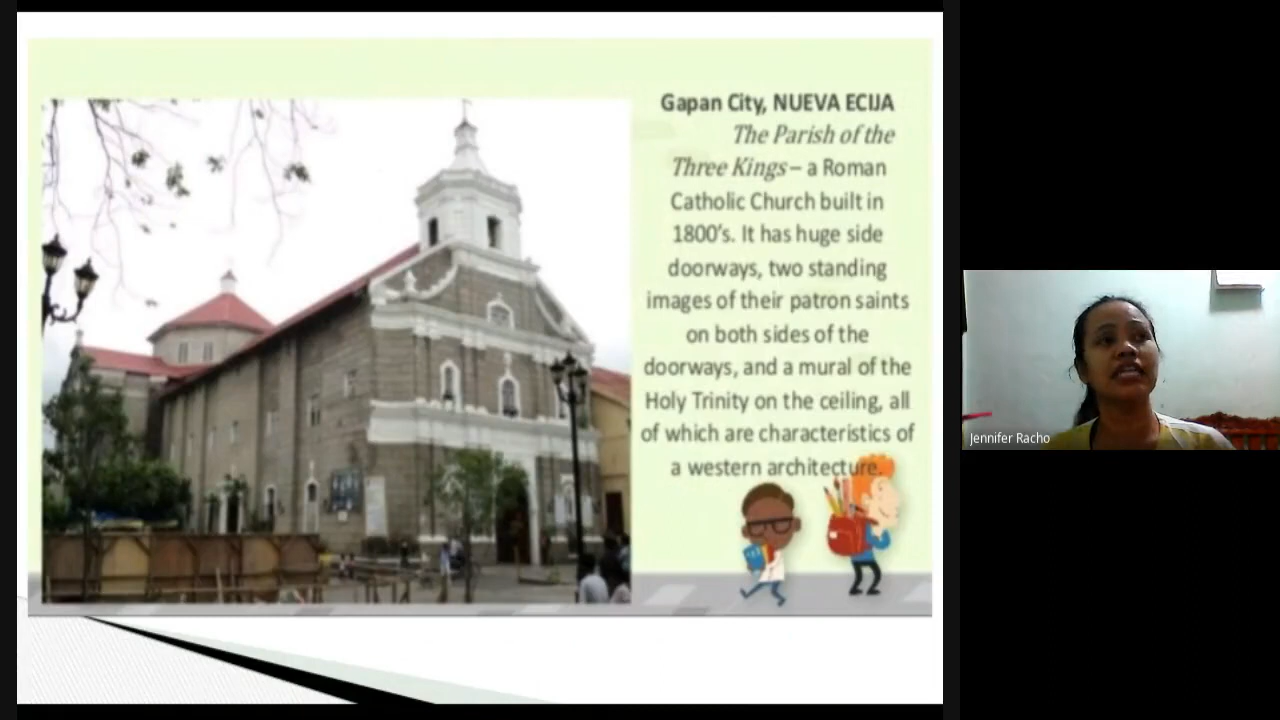 Gapan City, NUEVA ECIJA
The Parish of the
Three Kings – a Roman
Catholic Church built in
1800's. It has huge side
doorways, two standing
images of their patron saints
on both sides of the
doorways, and a mural of the
Holy Trinity on the ceiling, all
of which are characteristics of
a western architecture.
Jennifer Racho